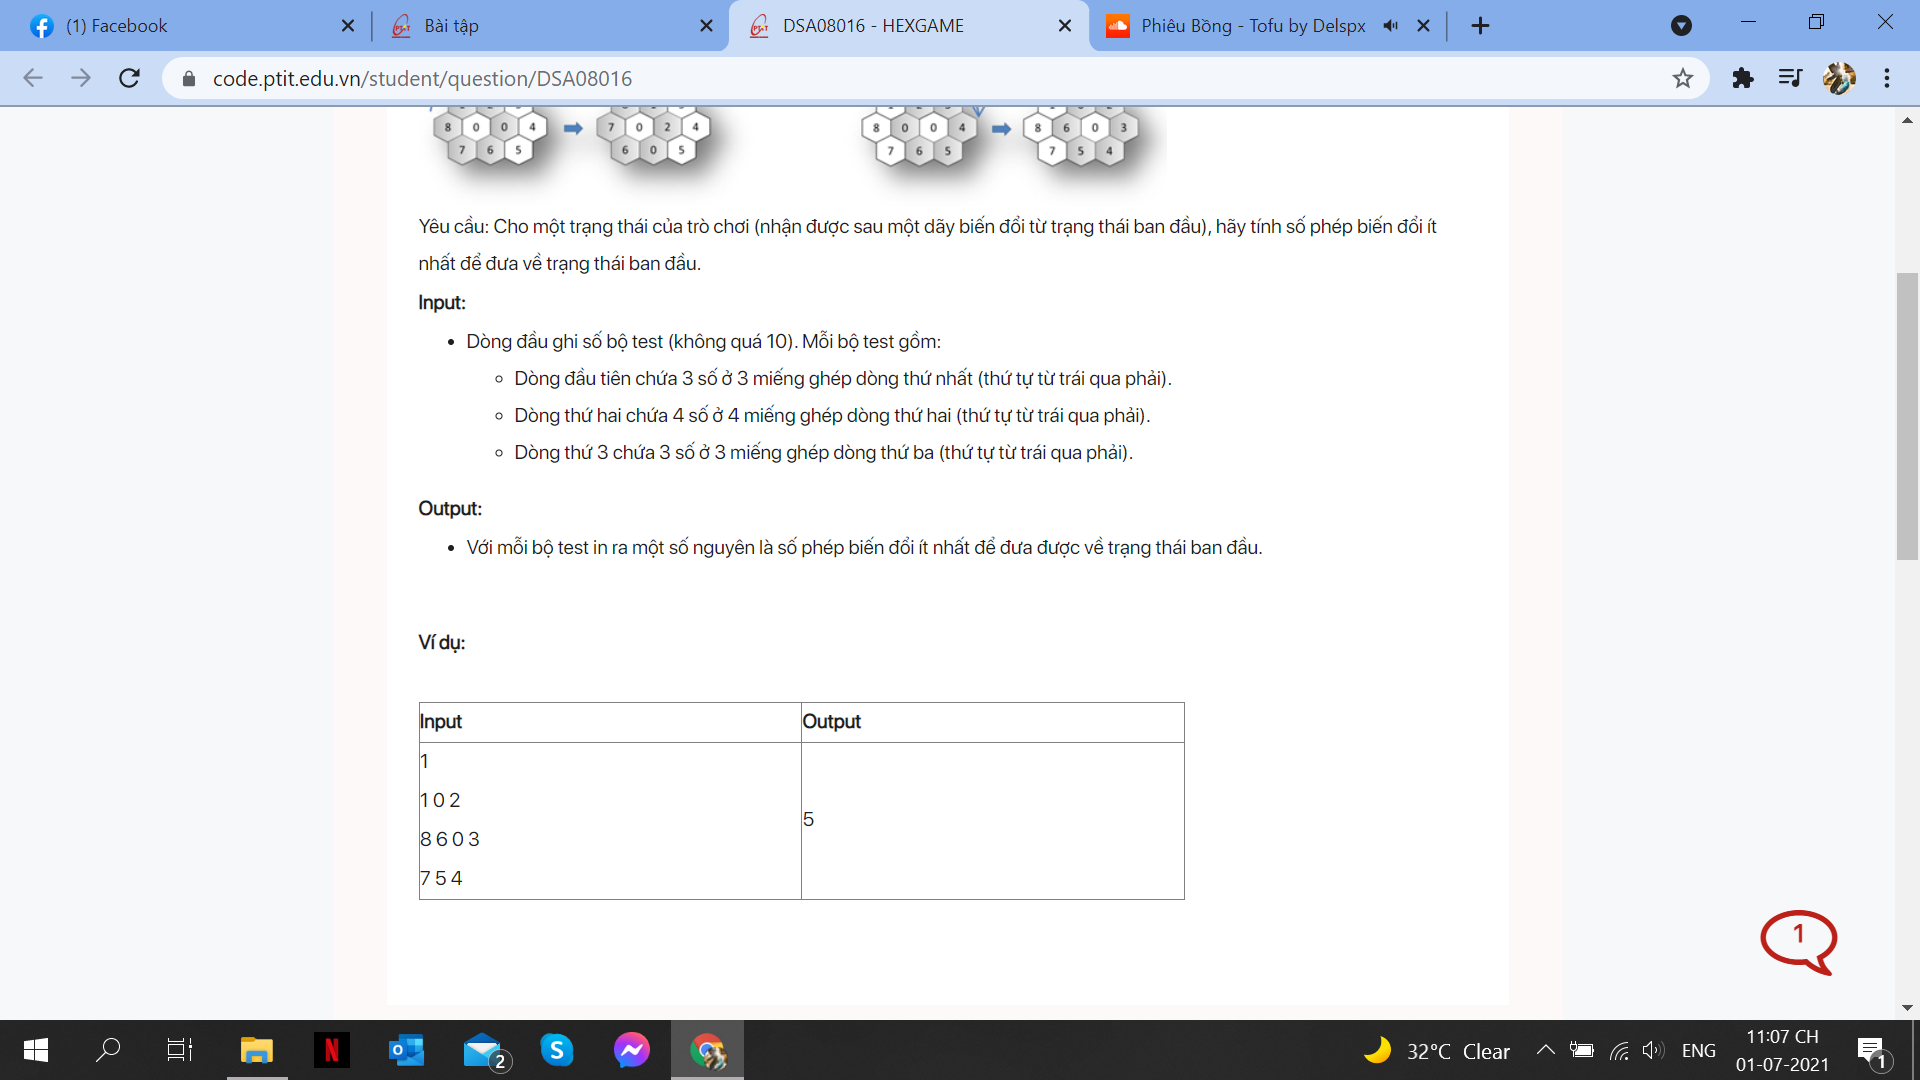 (1) Facebook
Bài tập
DSA08016 - HEXGAME
Phiêu Bồng - Tofu by Delspx
code.ptit.edu.vn/student/question/DSA08016
8 0 0 4
7 0 2 4
8 0 0 4
8 6 0 3
7 6 5
6 0 5
7 6 5
7 5 4
Yêu cầu: Cho một trạng thái của trò chơi (nhận được sau một dãy biến đổi từ trạng thái ban đầu), hãy tính số phép biến đổi ít
nhất để đưa về trạng thái ban đầu.
Input:
Dòng đầu ghi số bộ test (không quá 10). Mỗi bộ test gồm:
Dòng đầu tiên chứa 3 số ở 3 miếng ghép dòng thứ nhất (thứ tự từ trái qua phải).
Dòng thứ hai chứa 4 số ở 4 miếng ghép dòng thứ hai (thứ tự từ trái qua phải).
Dòng thứ 3 chứa 3 số ở 3 miếng ghép dòng thứ ba (thứ tự từ trái qua phải).
Output:
Với mỗi bộ test in ra một số nguyên là số phép biến đổi ít nhất để đưa được về trạng thái ban đầu.
Ví dụ:
Input
Output
1
1 0 2
8 6 0 3
7 5 4
5
1
2
32°C Clear
ENG
11:07 CH
01-07-2021
1